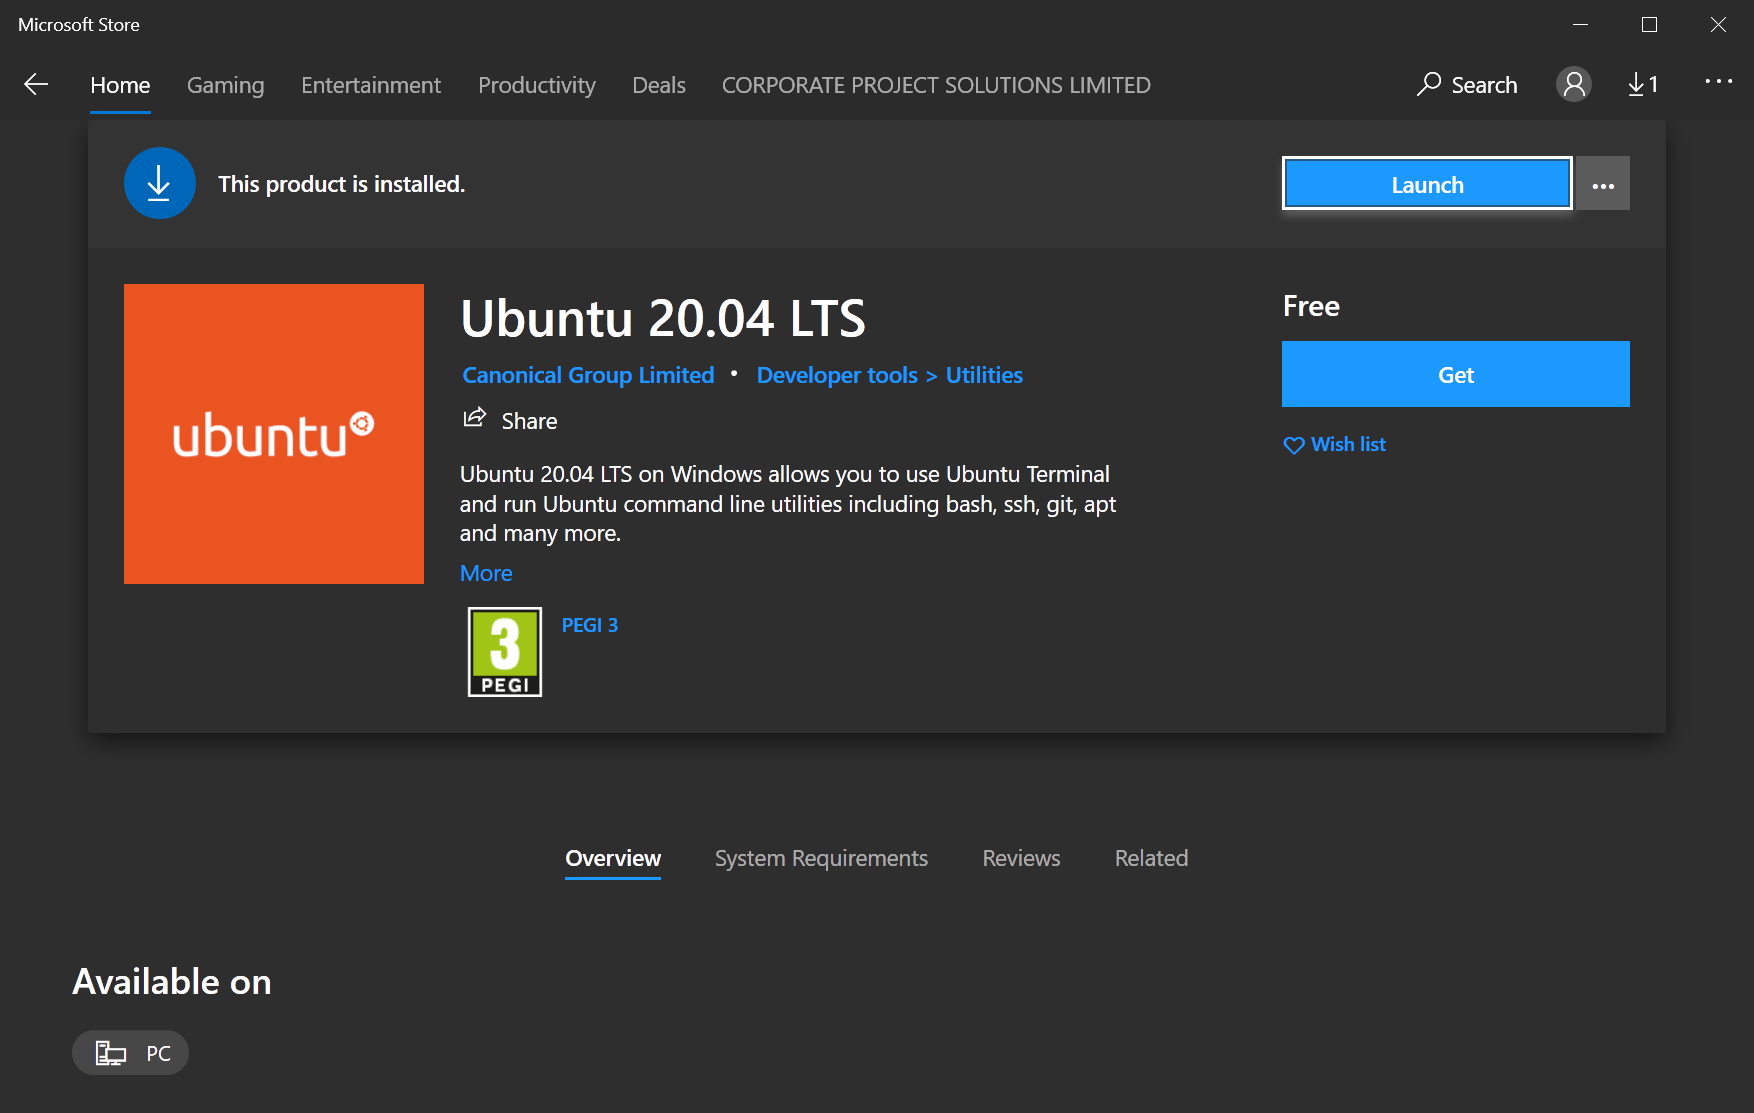 Microsoft Store
Home Gaming Entertainment Productivity Deals CORPORATE PROJECT SOLUTIONS LIMITED Search 1
This product is installed.
Launch
ubuntu
Ubuntu 20.04 LTS
Canonical Group Limited • Developer tools > Utilities
Share
Ubuntu 20.04 LTS on Windows allows you to use Ubuntu Terminal
and run Ubuntu command line utilities including bash, ssh, git, apt
and many more.
More
3
PEGI
PEGI 3
Free
Get
Wish list
Overview System Requirements Reviews Related
Available on
PC